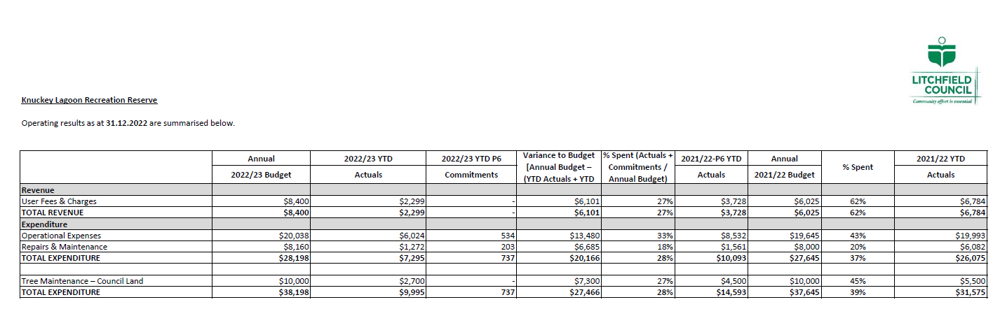 LITCHFIELD
COUNCIL
Community effort is essential
Knuckey Lagoon Recreation Reserve
Operating results as at 31.12.2022 are summarised below.
Annual 2022/23 YTD 2022/23 YTD P6 Variance to Budget % Spent (Actuals + 2021/22-P6 YTD Annual % Spent 2021/22 YTD
2022/23 Budget Actuals Commitments [Annual Budget – Commitments / Actuals 2021/22 Budget Actuals
(YTD Actuals + YTD Annual Budget)
Revenue
User Fees & Charges $8,400 $2,299 - $6,101 27% $3,728 $6,025 62% $6,784
TOTAL REVENUE $8,400 $2,299 - $6,101 27% $3,728 $6,025 62% $6,784
Expenditure
Operational Expenses $20,038 $6,024 534 $13,480 33% $8,532 $19,645 43% $19,993
Repairs & Maintenance $8,160 $1,272 203 $6,685 18% $1,561 $8,000 20% $6,082
TOTAL EXPENDITURE $28,198 $7,295 737 $20,166 28% $10,093 $27,645 37% $26,075
Tree Maintenance – Council Land $10,000 $2,700 - $7,300 27% $4,500 $10,000 45% $5,500
TOTAL EXPENDITURE $38,198 $9,995 737 $27,466 28% $14,593 $37,645 39% $31,575